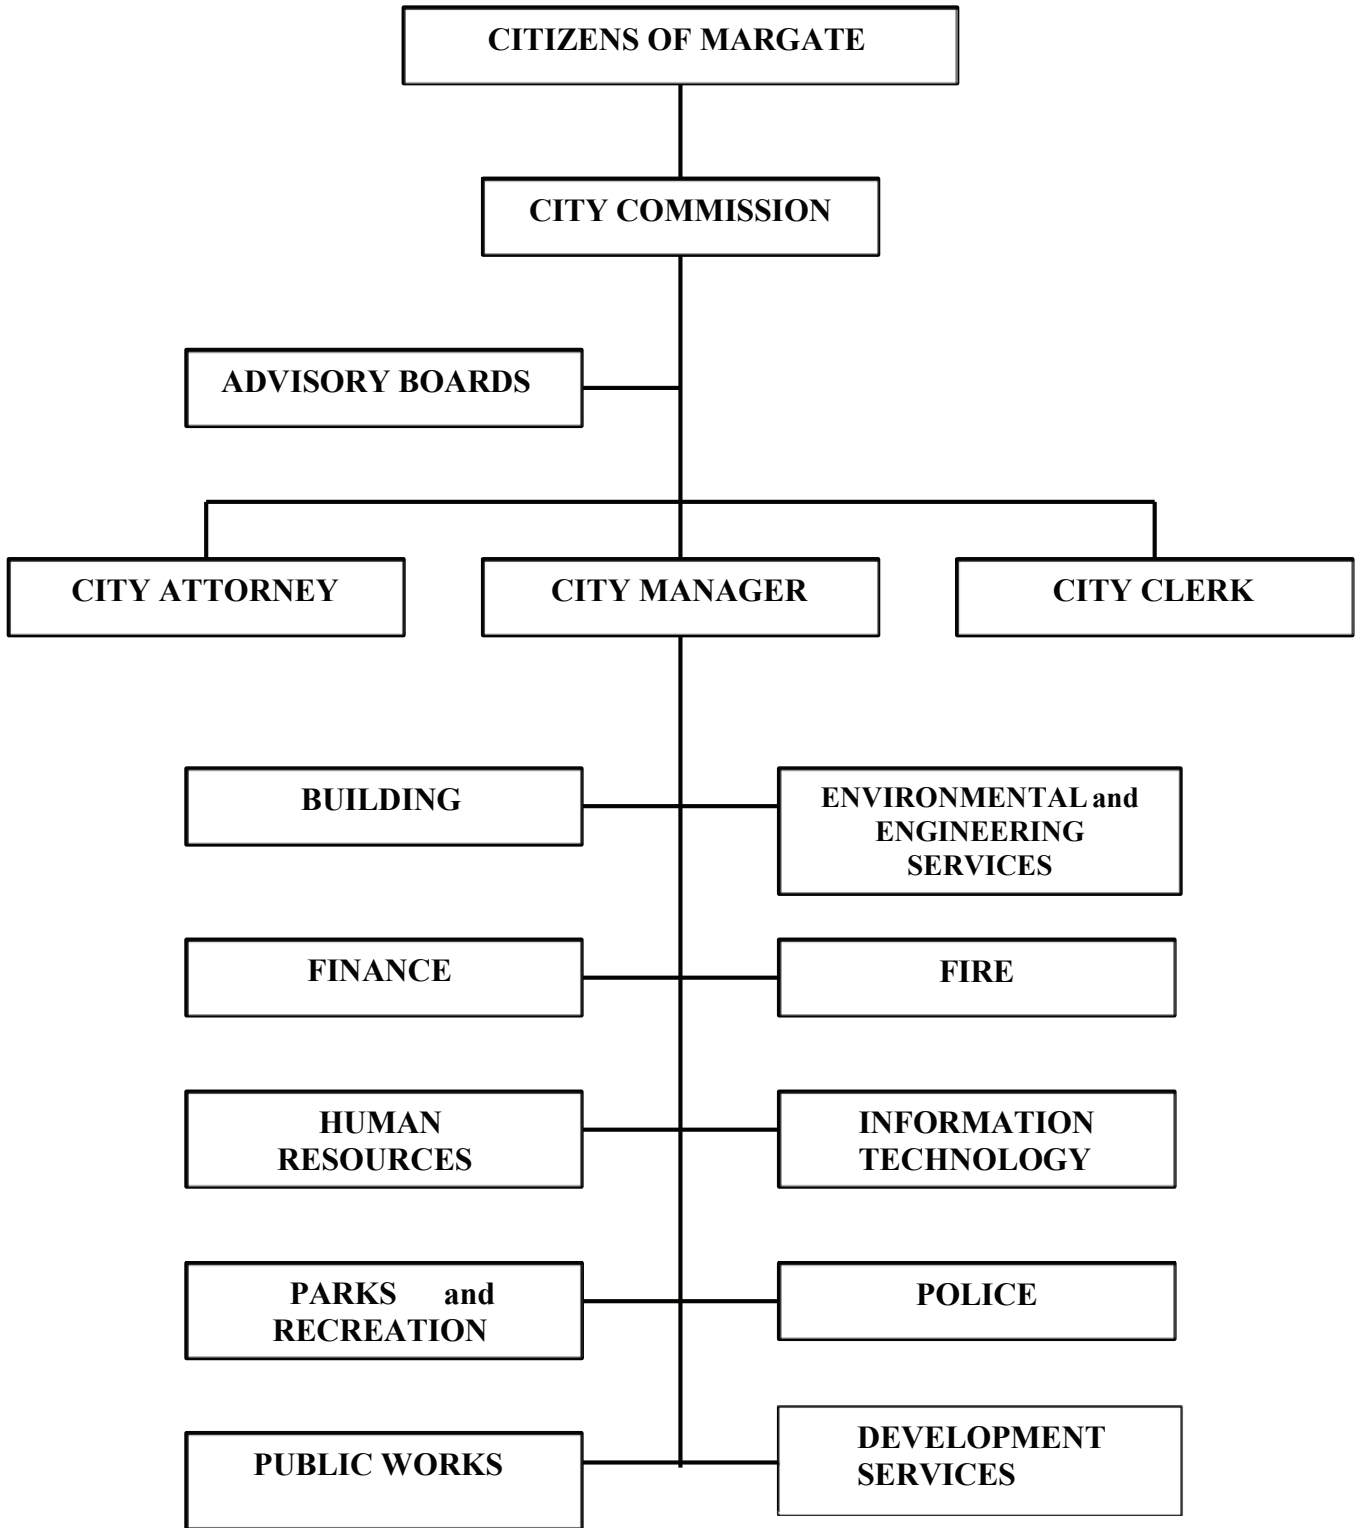 CITIZENS OF MARGATE
CITY COMMISSION
ADVISORY BOARDS
CITY ATTORNEY
CITY MANAGER
CITY CLERK
BUILDING
ENVIRONMENTAL and
ENGINEERING
SERVICES
FINANCE
FIRE
HUMAN
RESOURCES
INFORMATION
TECHNOLOGY
PARKS and
RECREATION
POLICE
PUBLIC WORKS
DEVELOPMENT
SERVICES